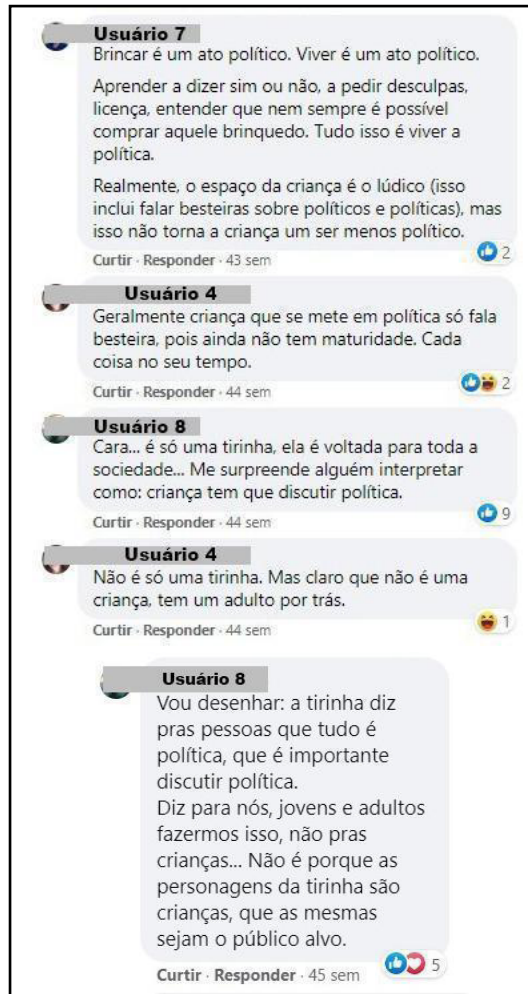 Usuário 7
Brincar é um ato político. Viver é um ato político.
Aprender a dizer sim ou não, a pedir desculpas,
licença, entender que nem sempre é possível
comprar aquele brinquedo. Tudo isso é viver a
política.
Realmente, o espaço da criança é o lúdico (isso
inclui falar besteiras sobre políticos e políticas), mas
isso não torna a criança um ser menos político.
Curtir · Responder · 43 sem 2
Usuário 4
Geralmente criança que se mete em política só fala
besteira, pois ainda não tem maturidade. Cada
coisa no seu tempo.
Curtir · Responder · 44 sem 2
Usuário 8
Cara... é só uma tirinha, ela é voltada para toda a
sociedade... Me surpreende alguém interpretar
como: criança tem que discutir política.
Curtir · Responder · 44 sem 9
Usuário 4
Não é só uma tirinha. Mas claro que não é uma
criança, tem um adulto por trás.
Curtir · Responder · 44 sem 1
Usuário 8
Vou desenhar: a tirinha diz
pras pessoas que tudo é
política, que é importante
discutir política.
Diz para nós, jovens e adultos
fazermos isso, não pras
crianças... Não é porque as
personagens da tirinha são
crianças, que as mesmas
sejam o público alvo.
Curtir · Responder · 45 sem 5